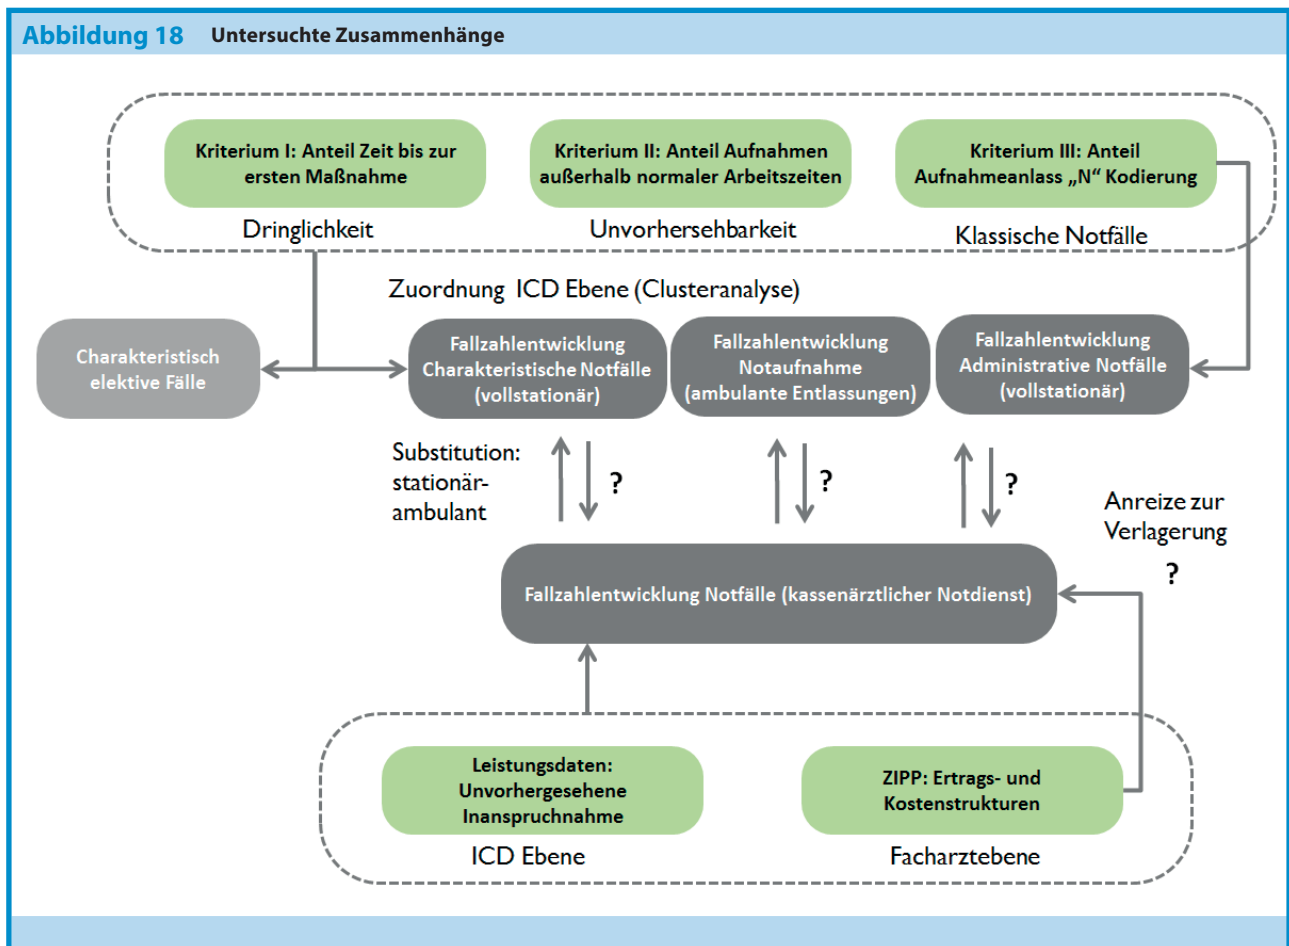 Abbildung 18 Untersuchte Zusammenhänge
Kriterium I: Anteil Zeit bis zur
ersten Maßnahme
Kriterium II: Anteil Aufnahmen
außerhalb normaler Arbeitszeiten
Kriterium III: Anteil
Aufnahmeanlass „N“ Kodierung
Dringlichkeit
Unvorhersehbarkeit
Klassische Notfälle
Zuordnung ICD Ebene (Clusteranalyse)
Charakteristisch
elektive Fälle
Fallzahlentwicklung
Charakteristische Notfälle
(vollstationär)
Fallzahlentwicklung
Notaufnahme
(ambulante Entlassungen)
Fallzahlentwicklung
Administrative Notfälle
(vollstationär)
Substitution:
stationär-
ambulant
?
?
?
Anreize zur
Verlagerung
?
Fallzahlentwicklung Notfälle (kassenärztlicher Notdienst)
Leistungsdaten:
Unvorhergesehene
Inanspruchnahme
ZIPP: Ertrags- und
Kostenstrukturen
ICD Ebene
Facharztebene